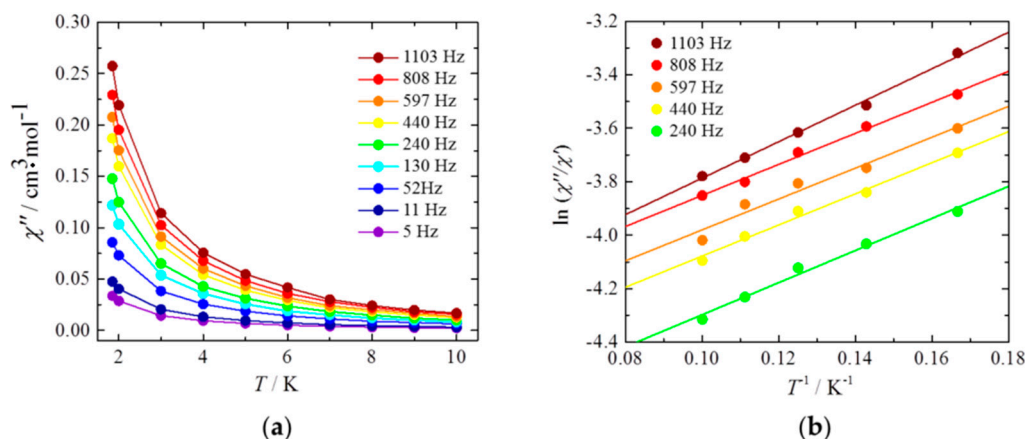 0.30
0.25
0.20
0.15
0.10
0.05
0.00
χ″ / cm³·mol⁻¹
1103 Hz
808 Hz
597 Hz
440 Hz
240 Hz
130 Hz
52Hz
11 Hz
5 Hz
2 4 6 8 10
T / K
(a)
-3.2
-3.4
-3.6
-3.8
-4.0
-4.2
-4.4
ln (χ″/χ′)
1103 Hz
808 Hz
597 Hz
440 Hz
240 Hz
0.08 0.10 0.12 0.14 0.16 0.18
T⁻¹ / K⁻¹
(b)